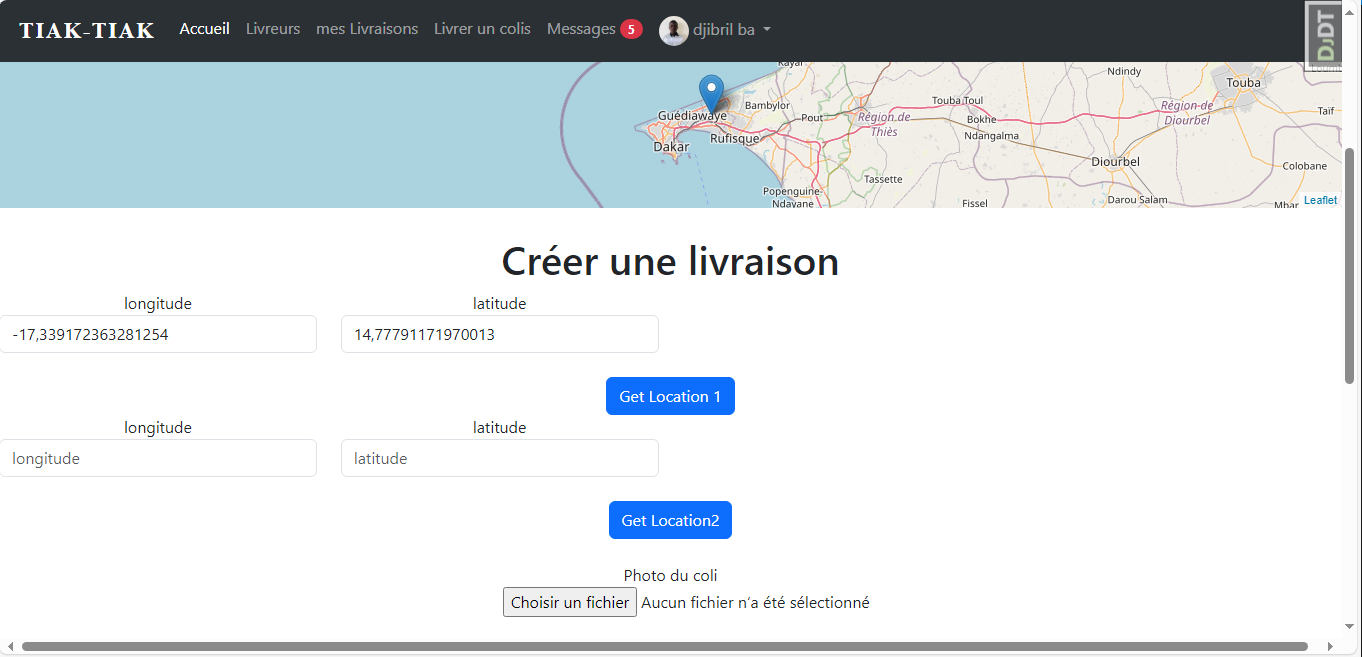 TIAK-TIAK Accueil Livreurs mes Livraisons Livrer un colis Messages 5 djibril ba
DJDT
Kayar
Ndindy
Touba
Bambylor
Touba Toul
Guédiawaye
Pout
Région de
Thiès
Bokhe
Région de
Diourbel
Taïf
Ndangalma
Dakar
Rufisque
Diourbel
Colobane
Tassette
Popenguine-
Ndayane
Fissel
Darou Salam
Mbar
Leaflet
Créer une livraison
longitude latitude
-17,339172363281254 14,77791171970013
Get Location 1
longitude latitude
longitude latitude
Get Location2
Photo du coli
Choisir un fichier Aucun fichier n’a été sélectionné